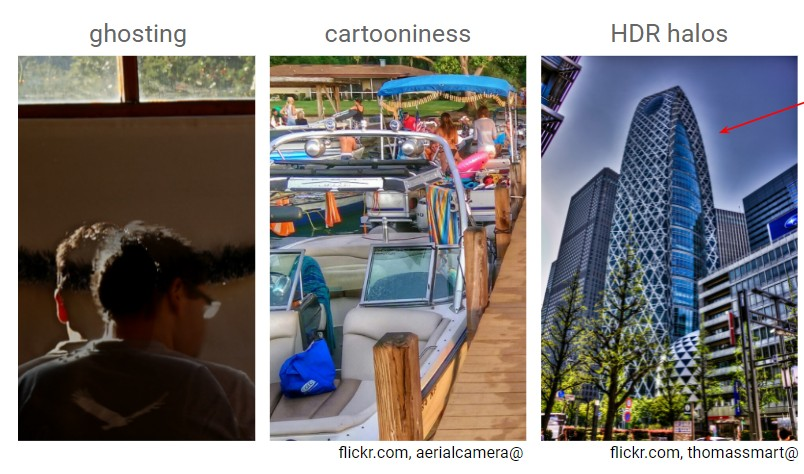 ghosting
cartooniness
HDR halos
flickr.com, aerialcamera@
flickr.com, thomassmart@